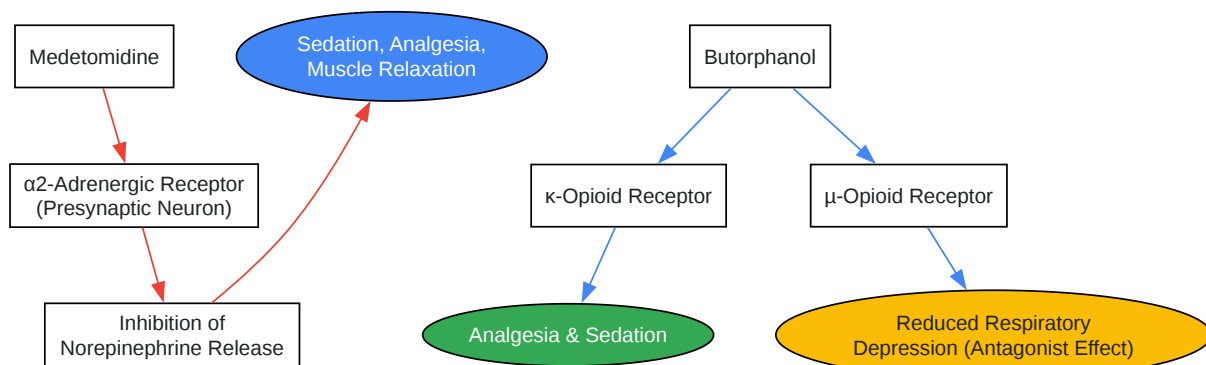 Medetomidine
Sedation, Analgesia,
Muscle Relaxation
Butorphanol
α2-Adrenergic Receptor
(Presynaptic Neuron)
κ-Opioid Receptor
μ-Opioid Receptor
Inhibition of
Norepinephrine Release
Analgesia & Sedation
Reduced Respiratory
Depression (Antagonist Effect)